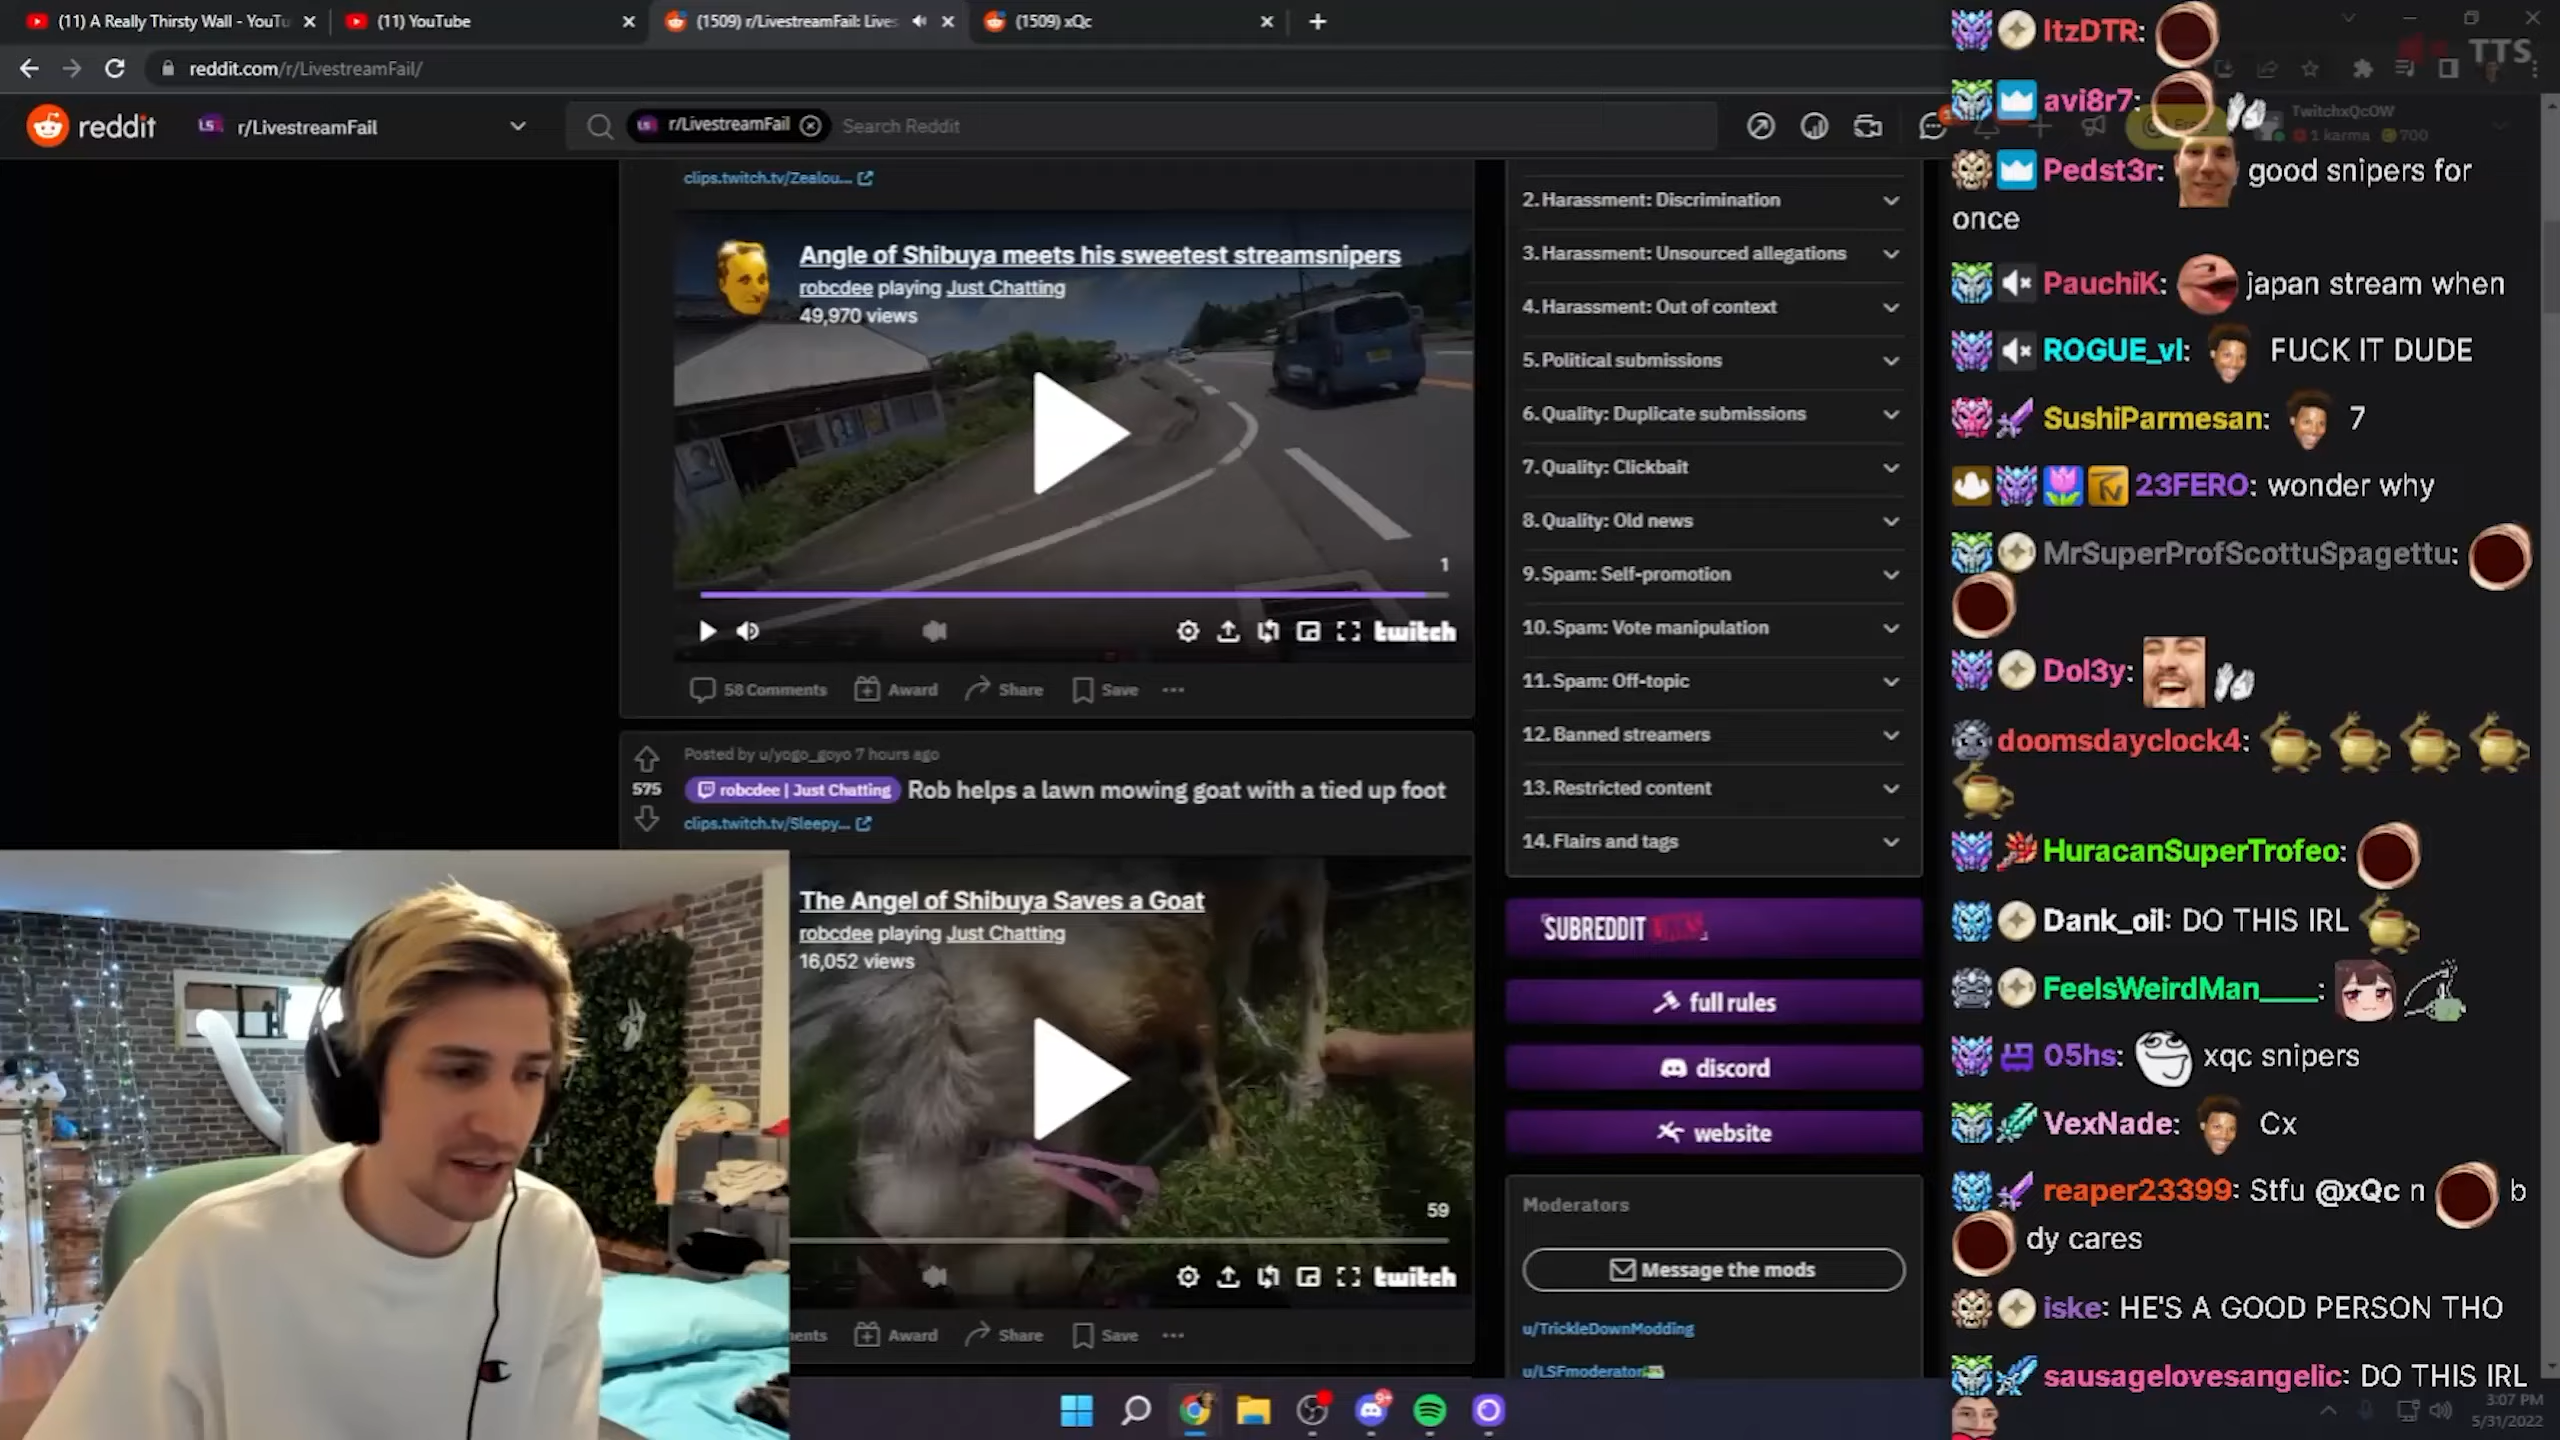 (11) A Really Thirsty Wall - YouTu
(11) YouTube
(1509) r/LivestreamFail: Lives
(1509) xQc
reddit.com/r/LivestreamFail/
TTS
reddit
r/LivestreamFail
r/LivestreamFail
Search Reddit
Free
TwitchxQcOW
1 karma
700
clips.twitch.tv/Zealou...
Angle of Shibuya meets his sweetest streamsnipers
robcdee playing Just Chatting
49,970 views
1
twitch
58 Comments
Award
Share
Save
Posted by u/yogo_goyo 7 hours ago
575
robcdee | Just Chatting
Rob helps a lawn mowing goat with a tied up foot
clips.twitch.tv/Sleepy...
The Angel of Shibuya Saves a Goat
robcdee playing Just Chatting
16,052 views
59
twitch
ents
Award
Share
Save
2. Harassment: Discrimination
3. Harassment: Unsourced allegations
4. Harassment: Out of context
5. Political submissions
6. Quality: Duplicate submissions
7. Quality: Clickbait
8. Quality: Old news
9. Spam: Self-promotion
10. Spam: Vote manipulation
11. Spam: Off-topic
12. Banned streamers
13. Restricted content
14. Flairs and tags
SUBREDDIT LINKS
full rules
discord
website
Moderators
Message the mods
u/TrickleDownModding
u/LSFmoderator
ItzDTR:
avi8r7:
Pedst3r: good snipers for
once
PauchiK: japan stream when
ROGUE_vl: FUCK IT DUDE
SushiParmesan: 7
23FERO: wonder why
MrSuperProfScottuSpagettu:
Dol3y:
doomsdayclock4:
HuracanSuperTrofeo:
Dank_oil: DO THIS IRL
FeelsWeirdMan____:
05hs: xqc snipers
VexNade: Cx
reaper23399: Stfu @xQc n b
dy cares
iske: HE'S A GOOD PERSON THO
sausagelovesangelic: DO THIS IRL
9+
3:07 PM
5/31/2022